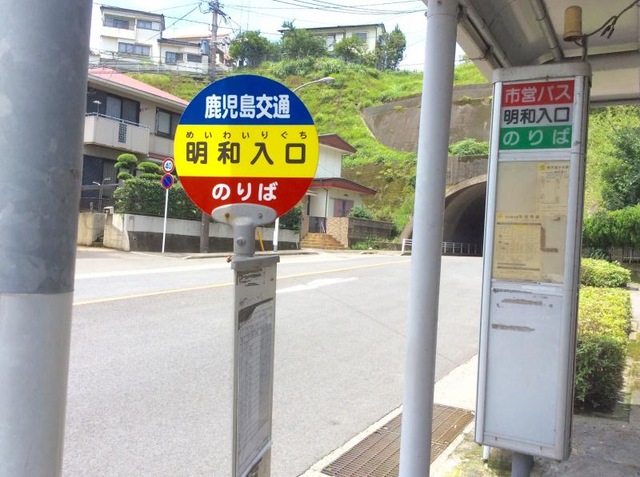 鹿児島交通
めいわいりぐち
明和入口
のりば
市営バス
明和入口
のりば